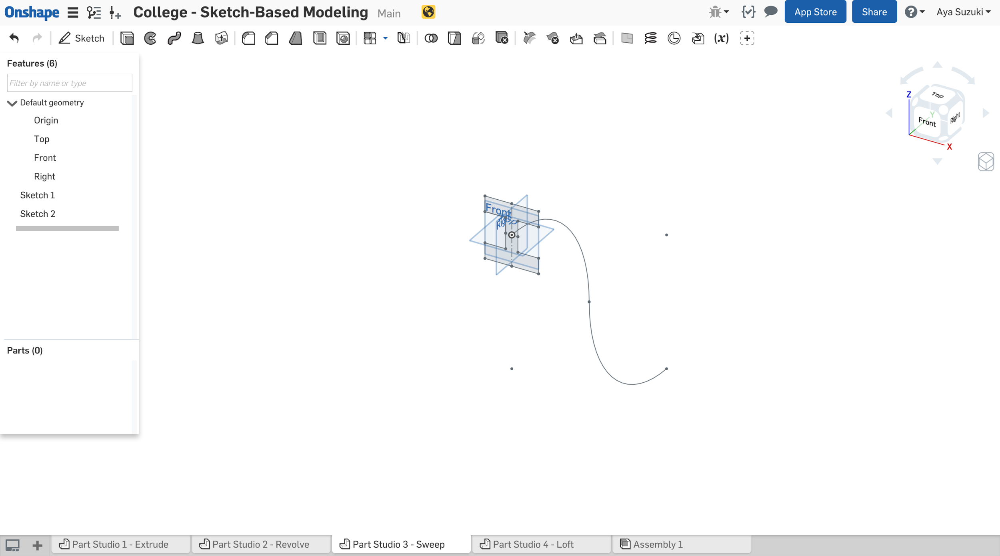 Onshape College - Sketch-Based Modeling Main App Store Share Aya Suzuki
Sketch (x)
Features (6)
Filter by name or type
Default geometry
Origin
Top
Front
Right
Sketch 1
Sketch 2
Parts (0)
Front
Right
Top
Z
Top
Y
Front
Right
X
Part Studio 1 - Extrude Part Studio 2 - Revolve Part Studio 3 - Sweep Part Studio 4 - Loft Assembly 1